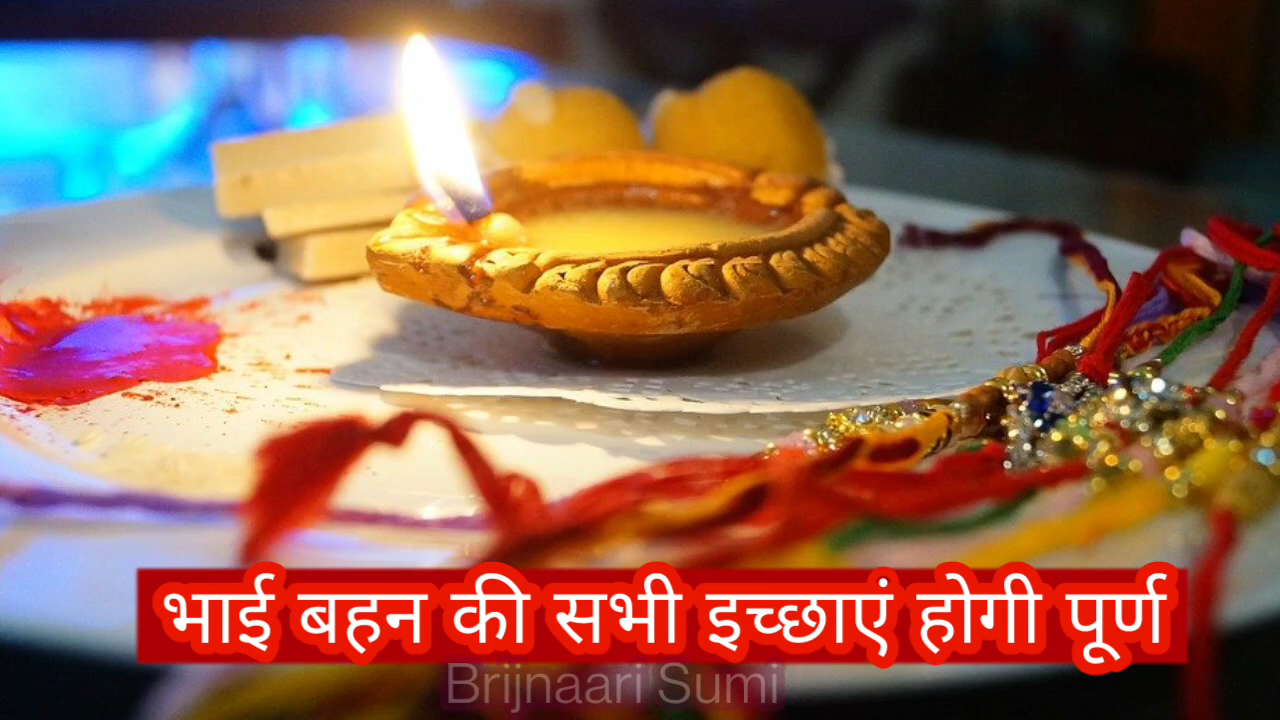 भाई बहन की सभी इच्छाएं होगी पूर्ण
Brijnaari Sumi